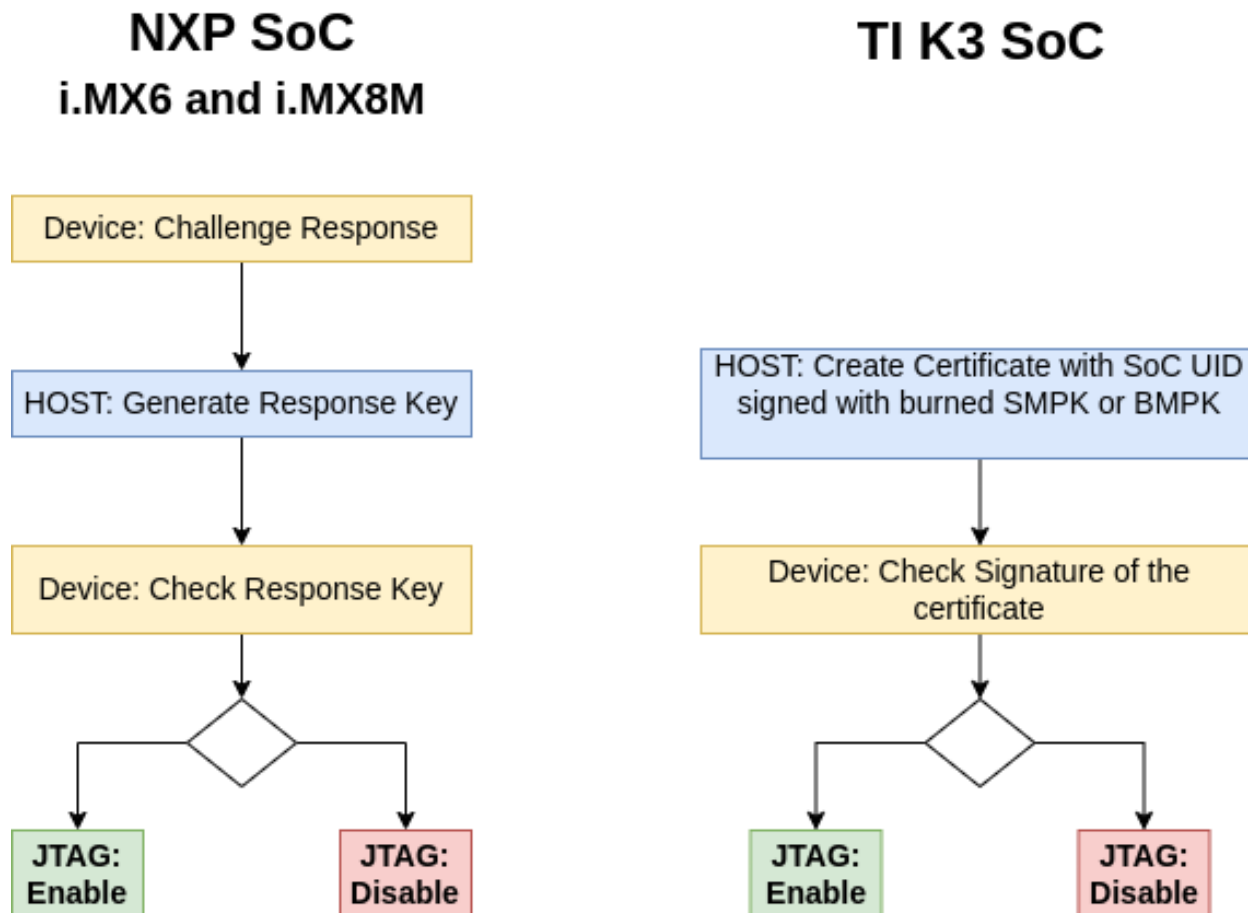 NXP SoC
i.MX6 and i.MX8M
Device: Challenge Response
HOST: Generate Response Key
Device: Check Response Key
JTAG:
Enable
JTAG:
Disable
TI K3 SoC
HOST: Create Certificate with SoC UID
signed with burned SMPK or BMPK
Device: Check Signature of the
certificate
JTAG:
Enable
JTAG:
Disable